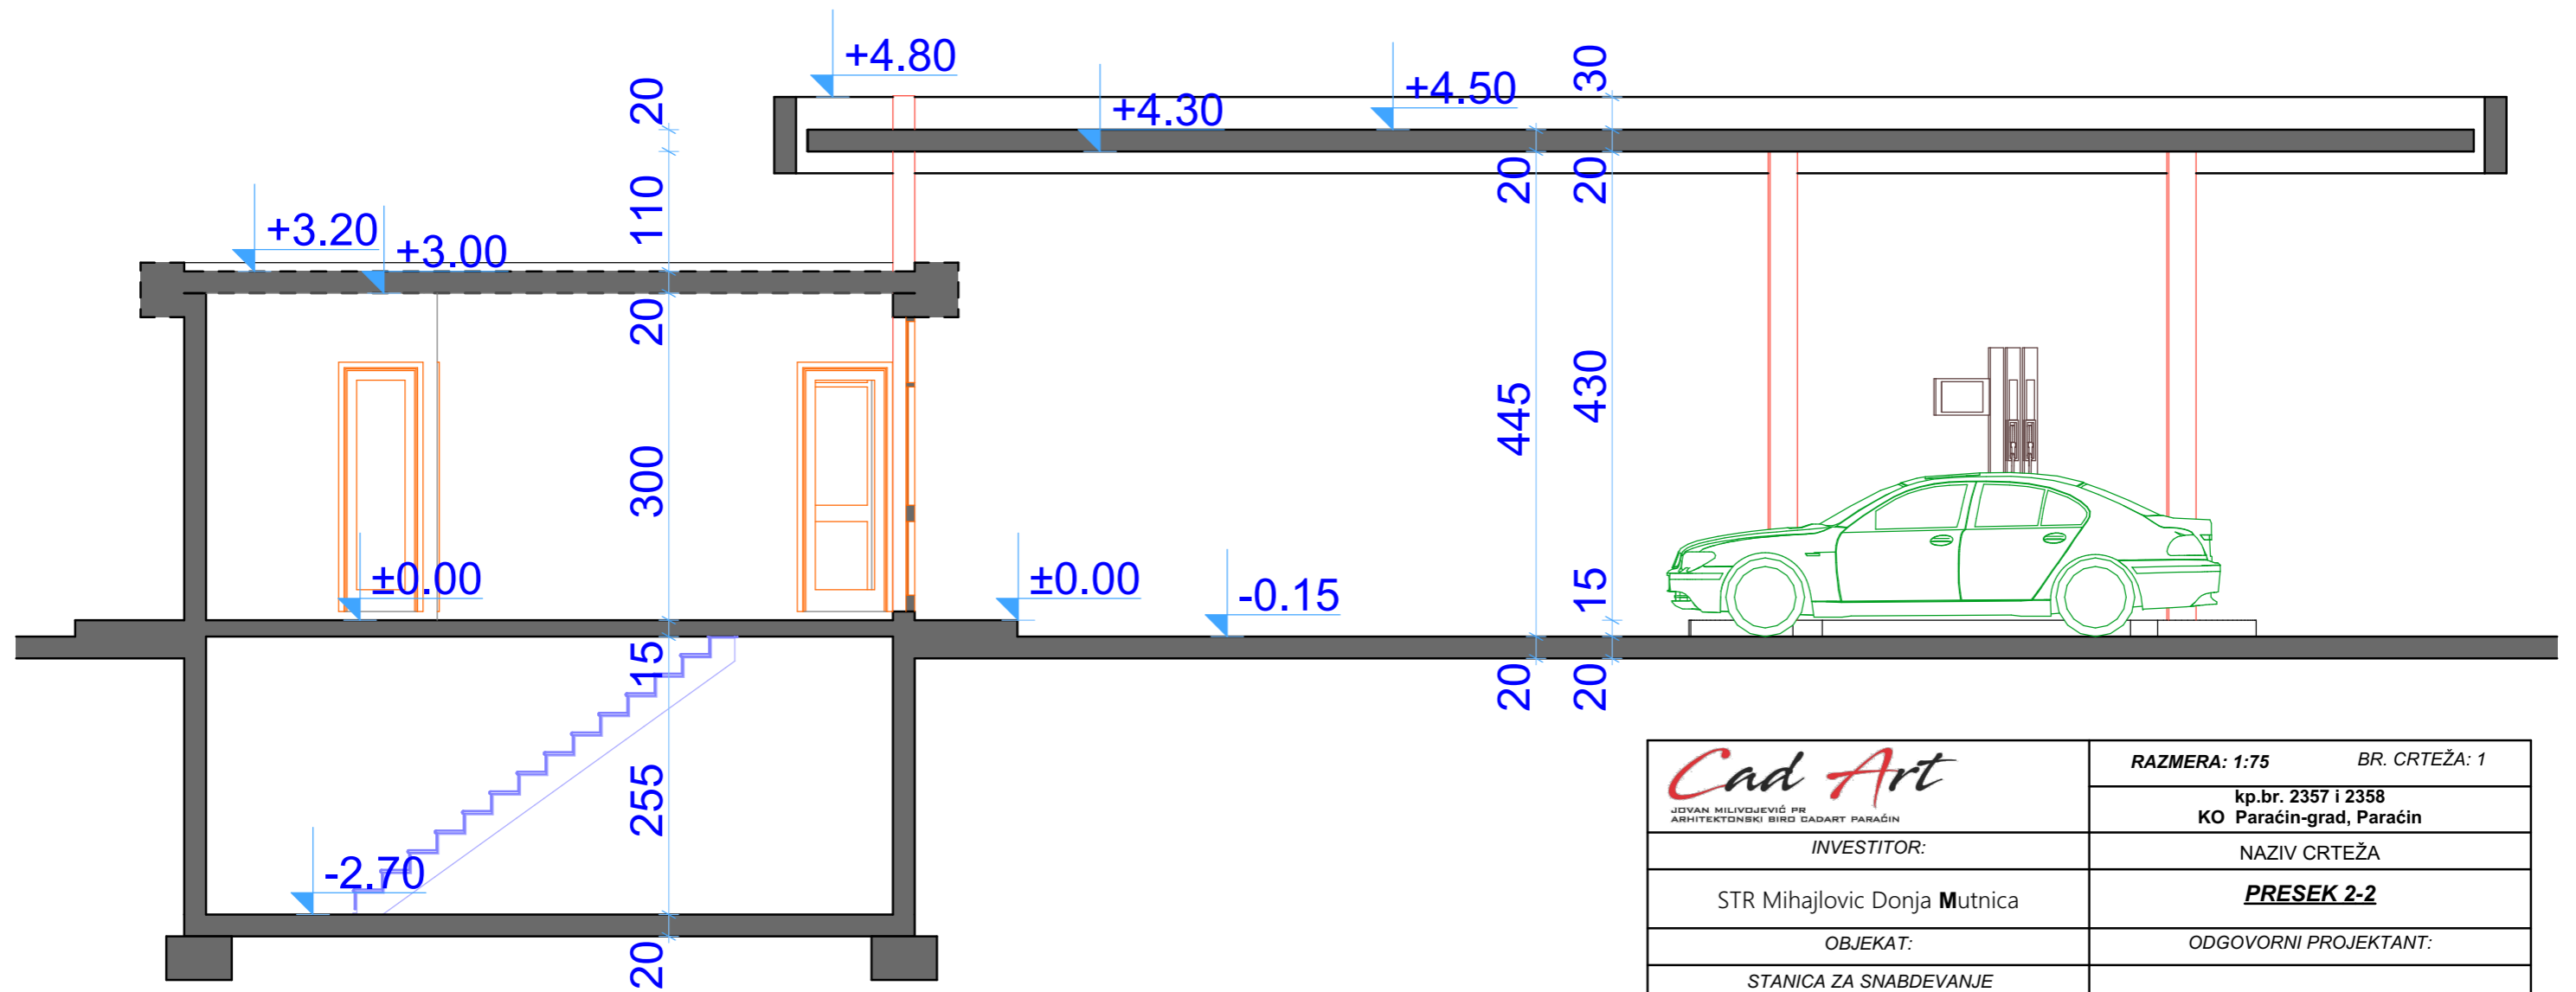 +4.80
+4.50
+4.30
20
30
110
20
20
+3.20
+3.00
20
445
430
300
±0.00
±0.00
-0.15
15
15
20
20
255
-2.70
20
Cad Art
JOVAN MILIVOJEVIĆ PR
ARHITEKTONSKI BIRO CADART PARAĆIN
RAZMERA: 1:75 BR. CRTEŽA: 1
kp.br. 2357 i 2358
KO Paraćin-grad, Paraćin
INVESTITOR:
NAZIV CRTEŽA
STR Mihajlovic Donja Mutnica
PRESEK 2-2
OBJEKAT:
ODGOVORNI PROJEKTANT:
STANICA ZA SNABDEVANJE